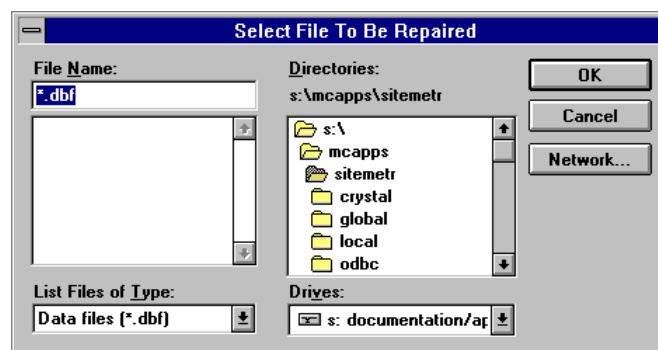 Select File To Be Repaired
File Name:
*.dbf
Directories:
s:\mcapps\sitemetr
s:\
mcapps
sitemetr
crystal
global
local
odbc
OK
Cancel
Network...
List Files of Type:
Data files (*.dbf)
Drives:
s: documentation/ap